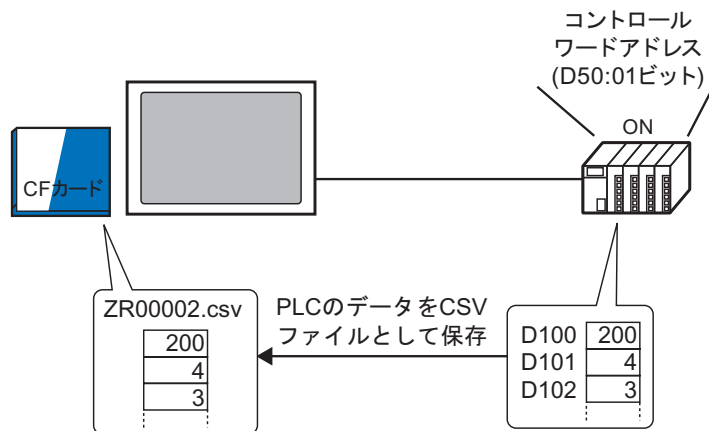 コントロール
ワードアドレス
(D50:01ビット)
ON
CFカード
ZR00002.csv
200
4
3
PLCのデータをCSV
ファイルとして保存
D100 200
D101 4
D102 3